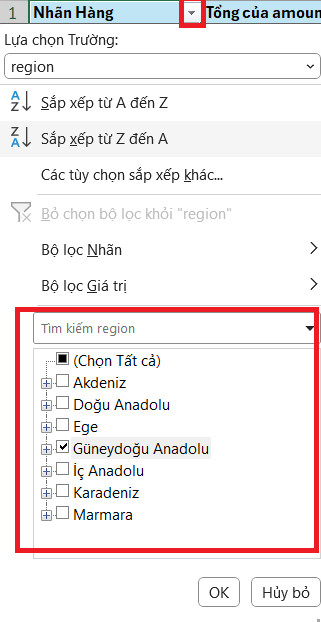 1 Nhãn Hàng Tổng của amoun
Lựa chọn Trường:
region
Sắp xếp từ A đến Z
Sắp xếp từ Z đến A
Các tùy chọn sắp xếp khác...
Bỏ chọn bộ lọc khỏi "region"
Bộ lọc Nhãn
Bộ lọc Giá trị
Tìm kiếm region
(Chọn Tất cả)
Akdeniz
Doğu Anadolu
Ege
Güneydoğu Anadolu
İç Anadolu
Karadeniz
Marmara
OK Hủy bỏ